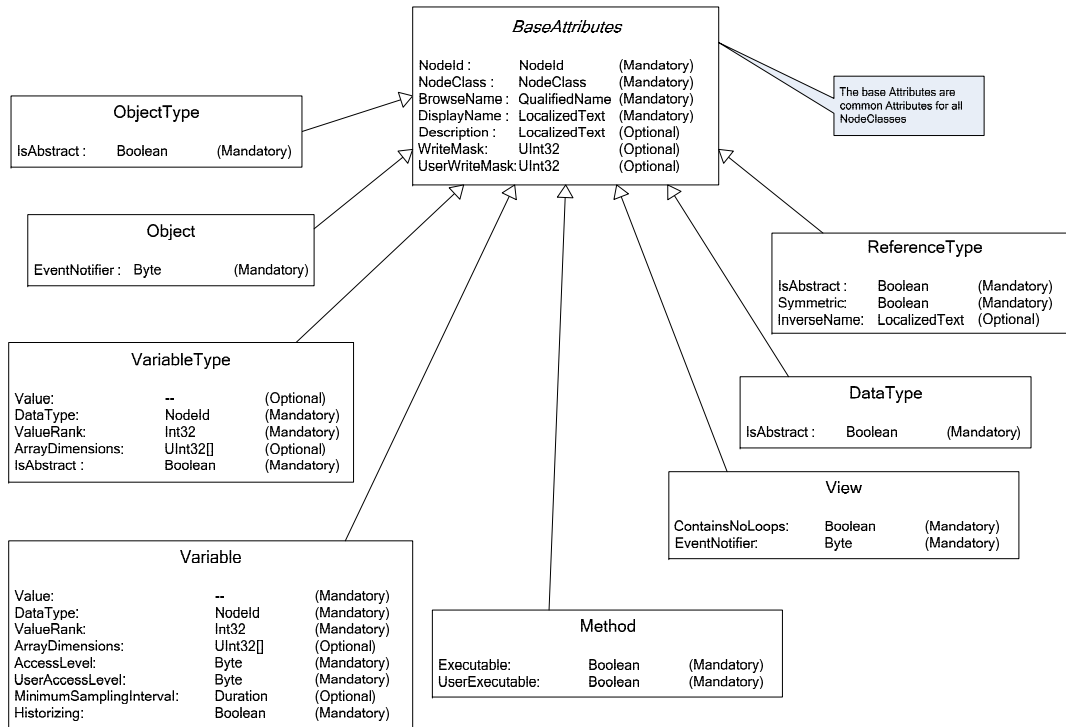 BaseAttributes
NodeId : NodeId (Mandatory)
NodeClass : NodeClass (Mandatory)
BrowseName : QualifiedName (Mandatory)
DisplayName : LocalizedText (Mandatory)
Description : LocalizedText (Optional)
WriteMask: UInt32 (Optional)
UserWriteMask: UInt32 (Optional)
The base Attributes are
common Attributes for all
NodeClasses
ObjectType
IsAbstract : Boolean (Mandatory)
Object
EventNotifier : Byte (Mandatory)
ReferenceType
IsAbstract : Boolean (Mandatory)
Symmetric: Boolean (Mandatory)
InverseName: LocalizedText (Optional)
VariableType
Value: -- (Optional)
DataType: NodeId (Mandatory)
ValueRank: Int32 (Mandatory)
ArrayDimensions: UInt32[] (Optional)
IsAbstract : Boolean (Mandatory)
DataType
IsAbstract : Boolean (Mandatory)
View
ContainsNoLoops: Boolean (Mandatory)
EventNotifier: Byte (Mandatory)
Variable
Value: -- (Mandatory)
DataType: NodeId (Mandatory)
ValueRank: Int32 (Mandatory)
ArrayDimensions: UInt32[] (Optional)
AccessLevel: Byte (Mandatory)
UserAccessLevel: Byte (Mandatory)
MinimumSamplingInterval: Duration (Optional)
Historizing: Boolean (Mandatory)
Method
Executable: Boolean (Mandatory)
UserExecutable: Boolean (Mandatory)